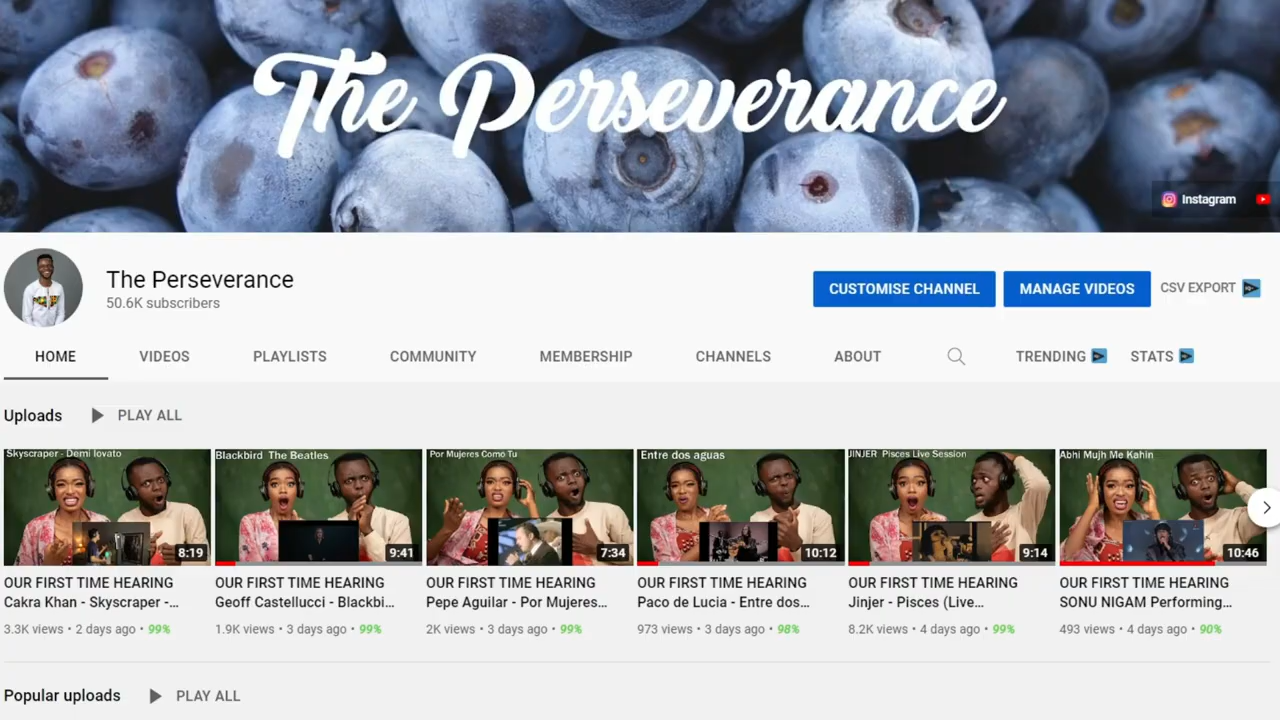 The Perseverance
Instagram
The Perseverance
50.6K subscribers
CUSTOMISE CHANNEL
MANAGE VIDEOS
CSV EXPORT
HOME
VIDEOS
PLAYLISTS
COMMUNITY
MEMBERSHIP
CHANNELS
ABOUT
TRENDING
STATS
Uploads
PLAY ALL
Skyscraper - Demi lovato
8:19
OUR FIRST TIME HEARING
Cakra Khan - Skyscraper -...
3.3K views • 2 days ago • 99%
Blackbird The Beatles
9:41
OUR FIRST TIME HEARING
Geoff Castellucci - Blackbi...
1.9K views • 3 days ago • 99%
Por Mujeres Como Tu
7:34
OUR FIRST TIME HEARING
Pepe Aguilar - Por Mujeres...
2K views • 3 days ago • 99%
Entre dos aguas
10:12
OUR FIRST TIME HEARING
Paco de Lucia - Entre dos...
973 views • 3 days ago • 98%
JINJER Pisces Live Session
9:14
OUR FIRST TIME HEARING
Jinjer - Pisces (Live...
8.2K views • 4 days ago • 99%
Abhi Mujh Me Kahin
10:46
OUR FIRST TIME HEARING
SONU NIGAM Performing...
493 views • 4 days ago • 90%
Popular uploads
PLAY ALL